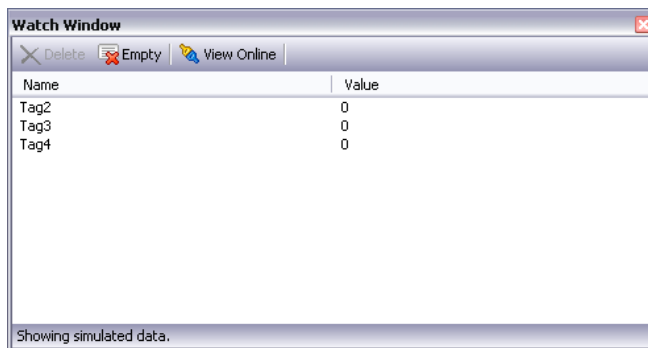 Watch Window
Delete Empty View Online
Name Value
Tag2 0
Tag3 0
Tag4 0
Showing simulated data.